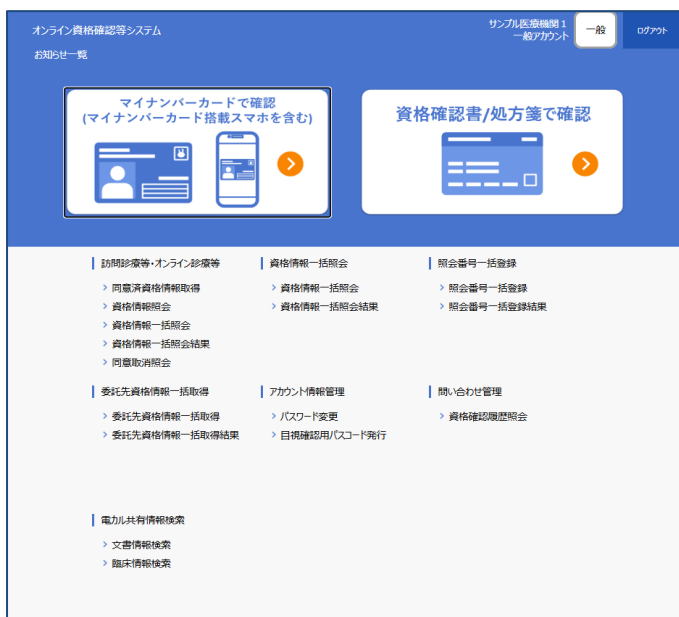 オンライン資格確認等システム
サンプル医療機関1
一般アカウント
一般
ログアウト
お知らせ一覧
マイナンバーカードで確認
(マイナンバーカード搭載スマホを含む)
資格確認書/処方箋で確認
訪問診療等・オンライン診療等
同意済資格情報取得
資格情報照会
資格情報一括照会
資格情報一括照会結果
同意取消照会
資格情報一括照会
資格情報一括照会
資格情報一括照会結果
照会番号一括登録
照会番号一括登録
照会番号一括登録結果
委託先資格情報一括取得
委託先資格情報一括取得
委託先資格情報一括取得結果
アカウント情報管理
パスワード変更
目視確認用パスコード発行
問い合わせ管理
資格確認履歴照会
電カル共有情報検索
文書情報検索
臨床情報検索